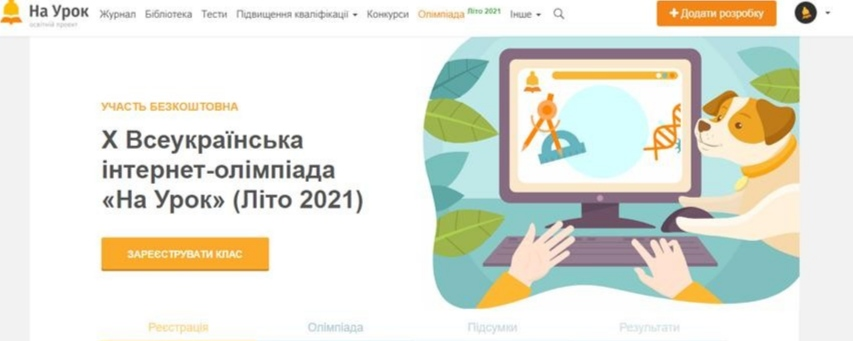 На Урок
освітній проект
Журнал Бібліотека Тести Підвищення кваліфікації Конкурси Олімпіада Літо 2021 Інше
+ Додати розробку
УЧАСТЬ БЕЗКОШТОВНА
X Всеукраїнська
інтернет-олімпіада
«На Урок» (Літо 2021)
ЗАРЕЄСТРУВАТИ КЛАС
Реєстрація Олімпіада Підсумки Результати